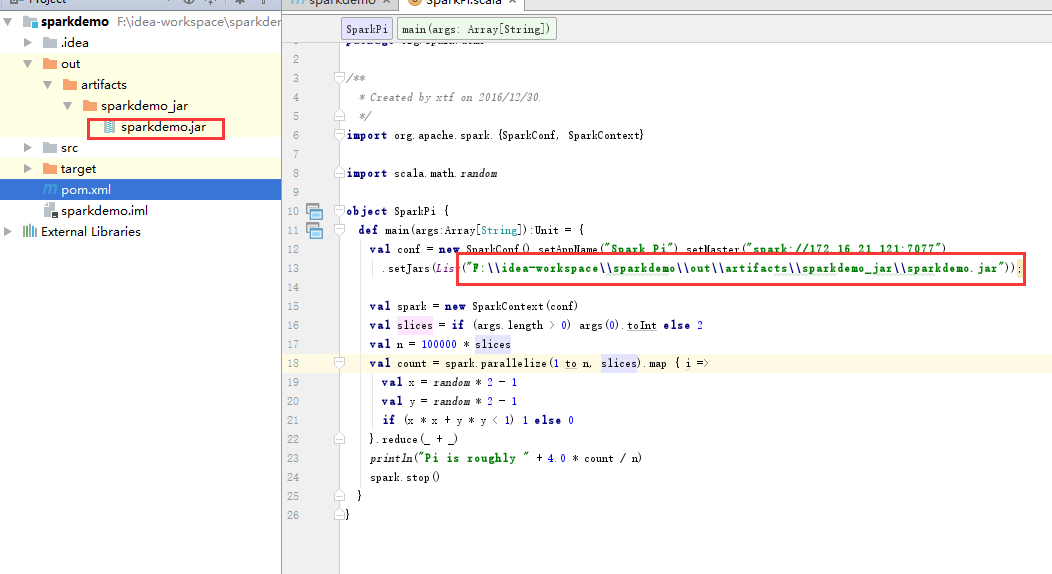 Project
sparkdemo F:\idea-workspace\sparkder
.idea
out
artifacts
sparkdemo_jar
sparkdemo.jar
src
target
pom.xml
sparkdemo.iml
External Libraries
sparkdemo
SparkPi.scala
SparkPi main(args: Array[String])
2
3 /**
4 * Created by xtf on 2016/12/30.
5 */
6 import org.apache.spark.{SparkConf, SparkContext}
7
8 import scala.math.random
9
10 object SparkPi {
11 def main(args:Array[String]):Unit = {
12 val conf = new SparkConf().setAppName("Spark Pi").setMaster("spark://172.16.21.121:7077")
13 .setJars(List("F:\\idea-workspace\\sparkdemo\\out\\artifacts\\sparkdemo_jar\\sparkdemo.jar"));
14
15 val spark = new SparkContext(conf)
16 val slices = if (args.length > 0) args(0).toInt else 2
17 val n = 100000 * slices
18 val count = spark.parallelize(1 to n, slices).map { i =>
19 val x = random * 2 - 1
20 val y = random * 2 - 1
21 if (x * x + y * y < 1) 1 else 0
22 }.reduce(_ + _)
23 println("Pi is roughly " + 4.0 * count / n)
24 spark.stop()
25 }
26 }